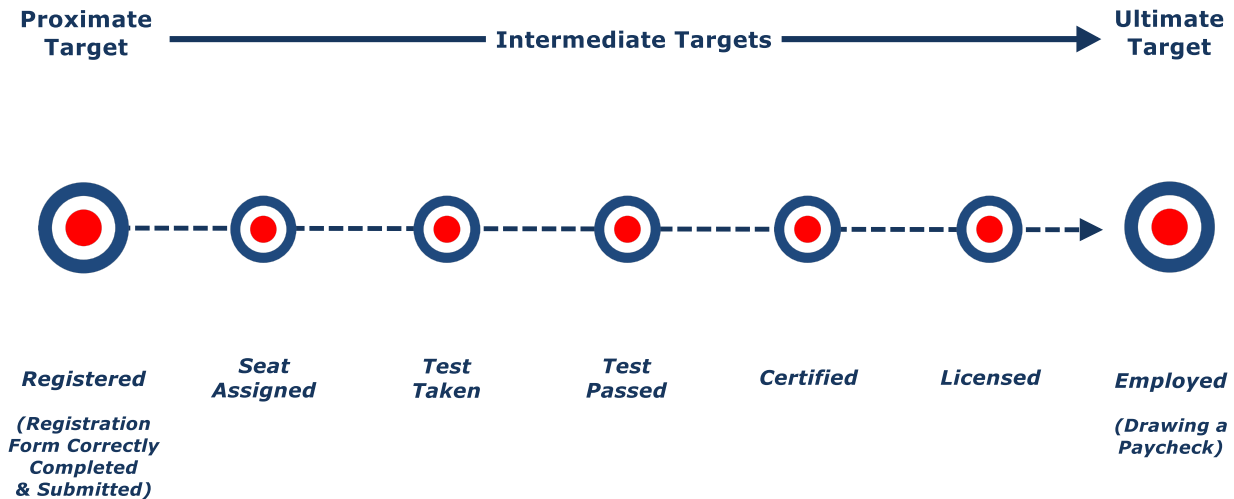 Proximate
Target
Intermediate Targets
Ultimate
Target
Registered
(Registration
Form Correctly
Completed
& Submitted)
Seat
Assigned
Test
Taken
Test
Passed
Certified
Licensed
Employed
(Drawing a
Paycheck)